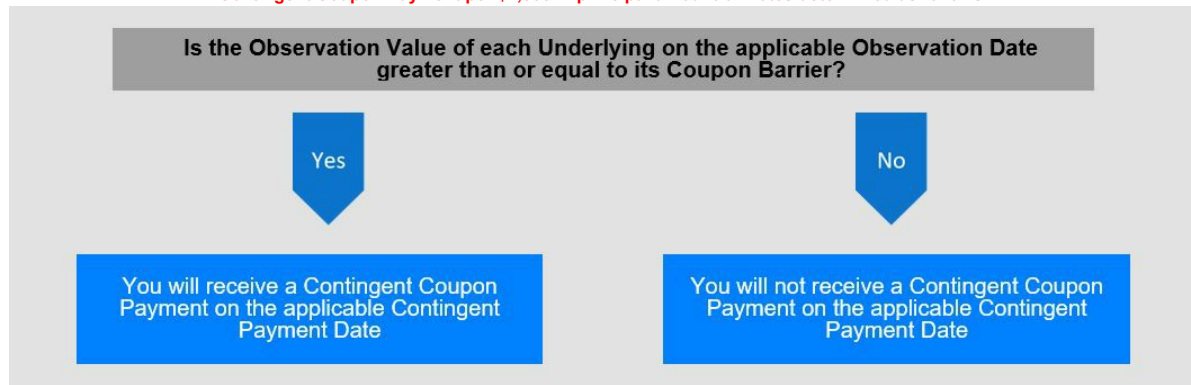 Is the Observation Value of each Underlying on the applicable Observation Date
greater than or equal to its Coupon Barrier?
Yes
No
You will receive a Contingent Coupon
Payment on the applicable Contingent
Payment Date
You will not receive a Contingent Coupon
Payment on the applicable Contingent
Payment Date